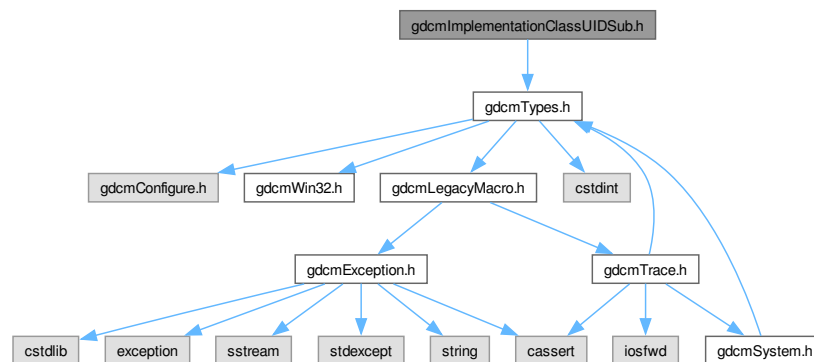 gdcmImplementationClassUIDSub.h
gdcmTypes.h
gdcmConfigure.h
gdcmWin32.h
gdcmLegacyMacro.h
cstdint
gdcmException.h
gdcmTrace.h
cstdlib
exception
sstream
stdexcept
string
cassert
iosfwd
gdcmSystem.h